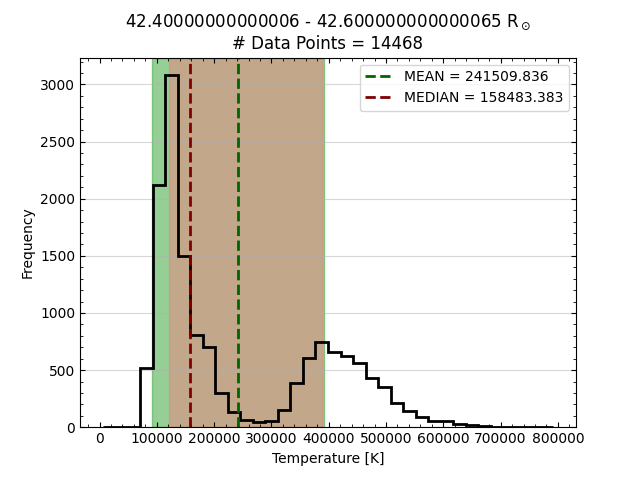 42.40000000000006 - 42.600000000000065 R⊙
# Data Points = 14468
MEAN = 241509.836
MEDIAN = 158483.383
Frequency
3000
2500
2000
1500
1000
500
0
0 100000 200000 300000 400000 500000 600000 700000 800000
Temperature [K]